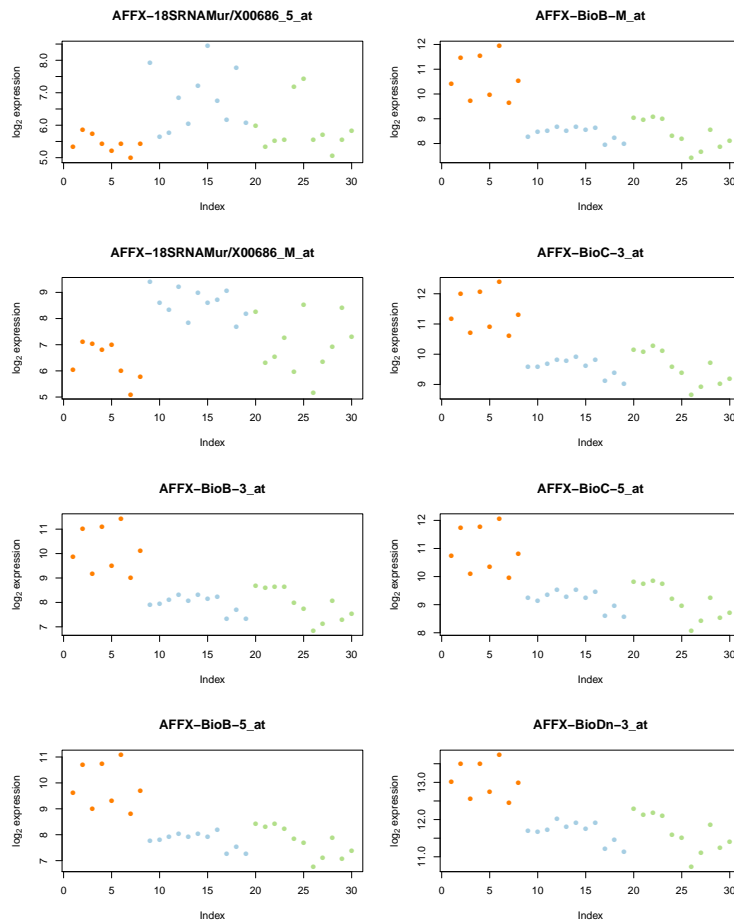 AFFX−18SRNAMur/X00686_5_at
log2 expression
5.0 6.0 7.0 8.0
0 5 10 15 20 25 30
Index
AFFX−BioB−M_at
log2 expression
8 9 10 11 12
0 5 10 15 20 25 30
Index
AFFX−18SRNAMur/X00686_M_at
log2 expression
5 6 7 8 9
0 5 10 15 20 25 30
Index
AFFX−BioC−3_at
log2 expression
9 10 11 12
0 5 10 15 20 25 30
Index
AFFX−BioB−3_at
log2 expression
7 8 9 10 11
0 5 10 15 20 25 30
Index
AFFX−BioC−5_at
log2 expression
8 9 10 11 12
0 5 10 15 20 25 30
Index
AFFX−BioB−5_at
log2 expression
7 8 9 10 11
0 5 10 15 20 25 30
Index
AFFX−BioDn−3_at
log2 expression
11.0 12.0 13.0
0 5 10 15 20 25 30
Index